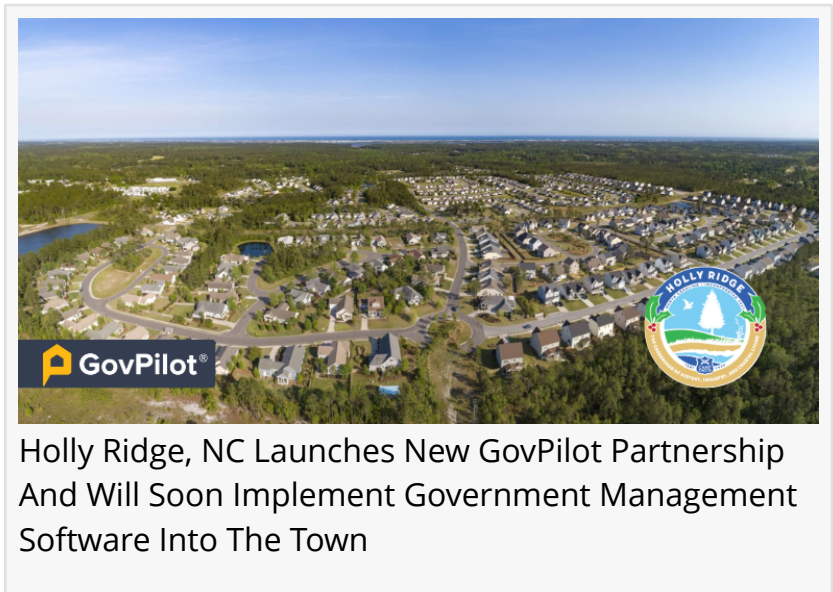 HOLLY RIDGE
GovPilot®
Holly Ridge, NC Launches New GovPilot Partnership
And Will Soon Implement Government Management
Software Into The Town